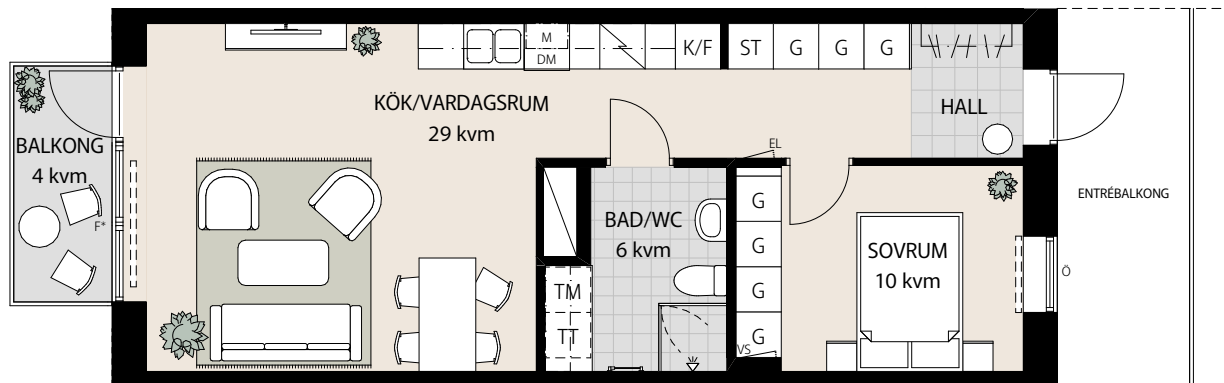 M
DM
K/F
ST
G
G
G
KÖK/VARDAGSRUM
29 kvm
HALL
BALKONG
4 kvm
F*
EL
ENTRÉBALKONG
BAD/WC
6 kvm
G
G
G
G
VS
SOVRUM
10 kvm
Ö
TM
TT